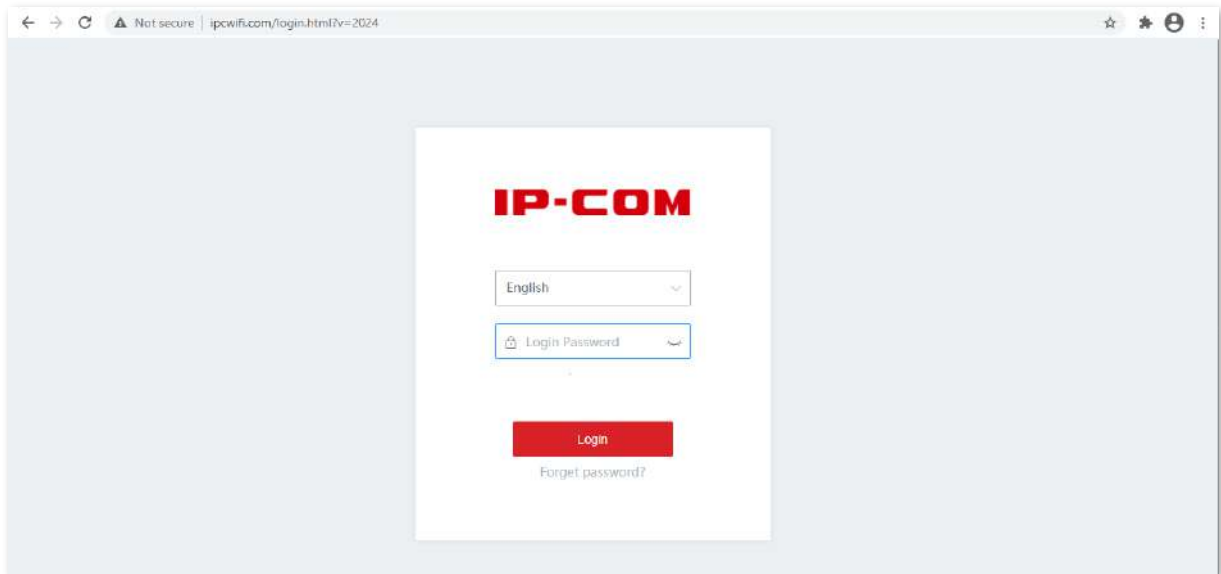 Not secure | ipcwifi.com/login.html?v=2024
IP-COM
English
Login Password
Login
Forget password?